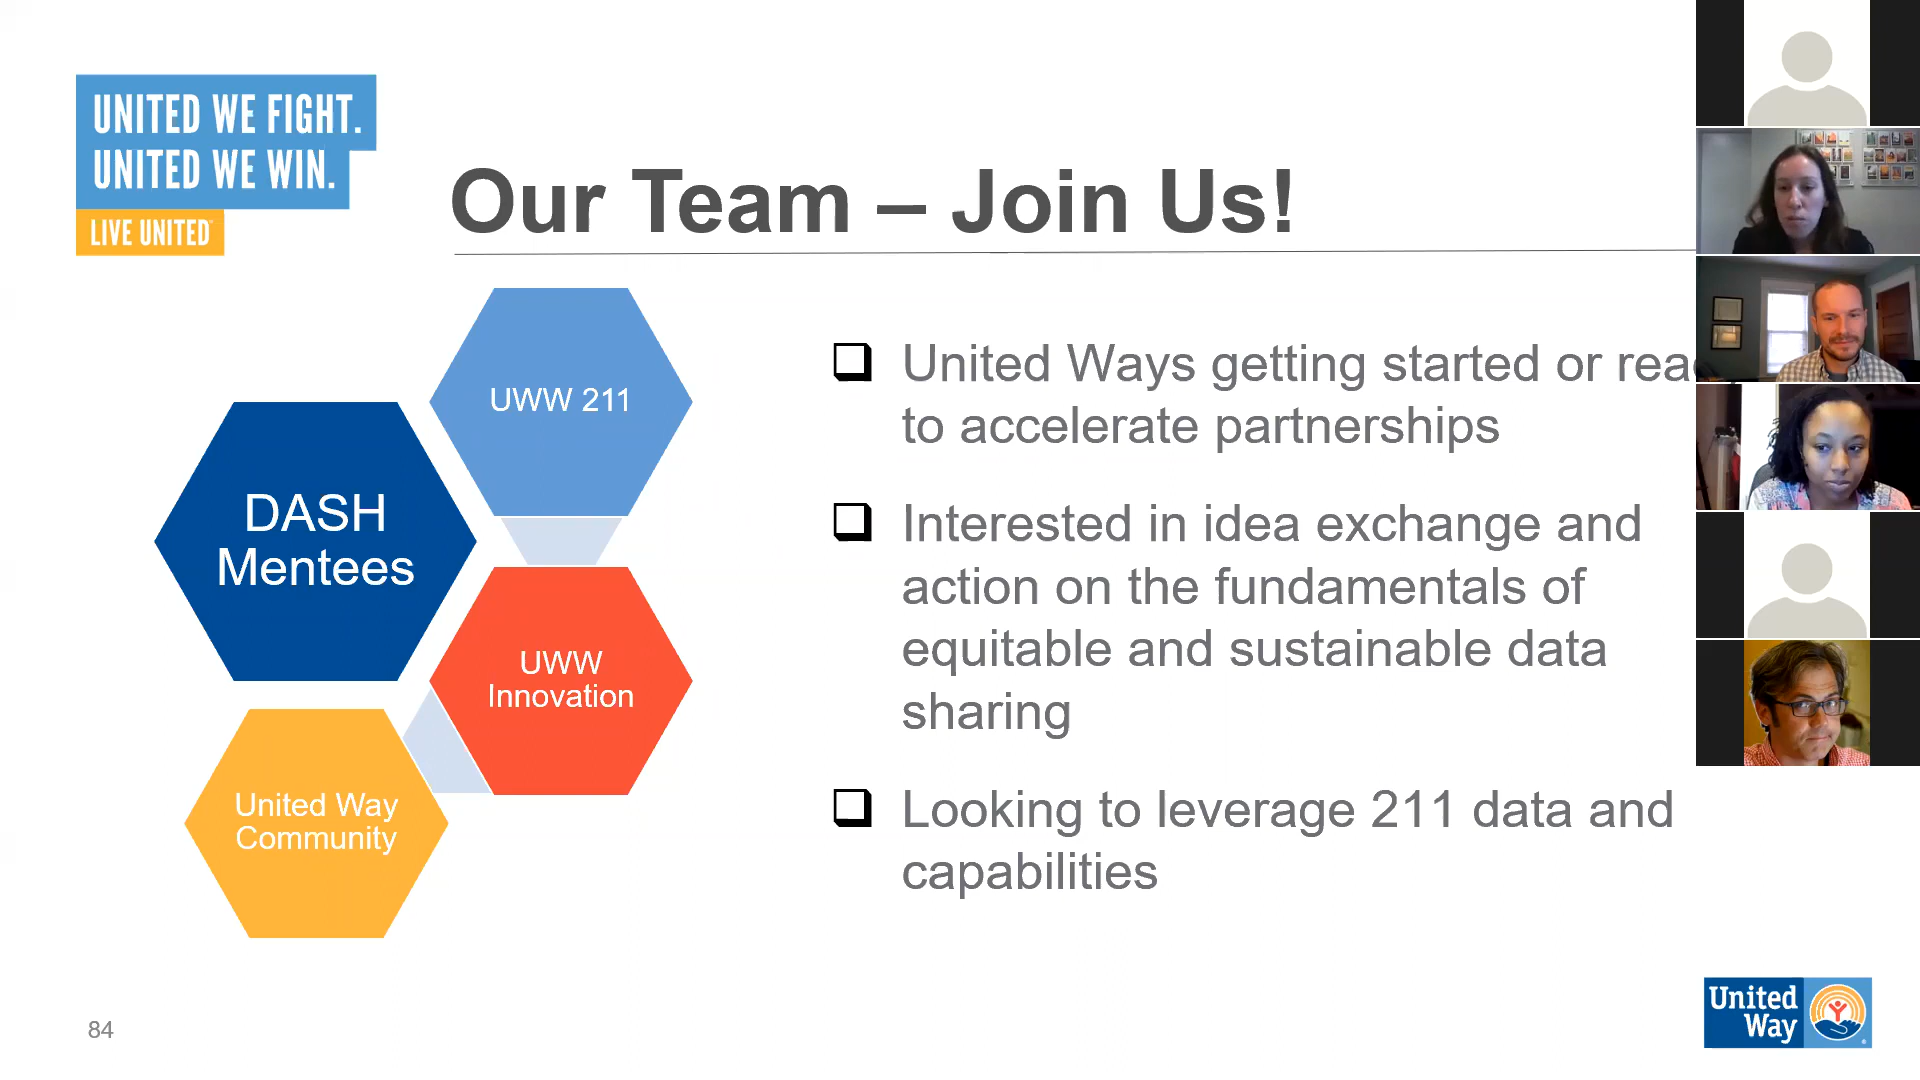 UNITED WE FIGHT.
UNITED WE WIN.
LIVE UNITED
Our Team – Join Us!
UWW 211
DASH
Mentees
UWW
Innovation
United Way
Community
United Ways getting started or
to accelerate partnerships
Interested in idea exchange and
action on the fundamentals of
equitable and sustainable data
sharing
Looking to leverage 211 data and
capabilities
84
United
Way